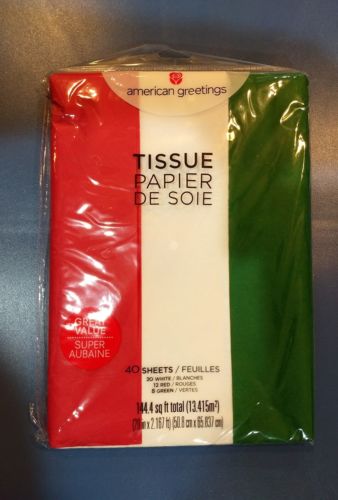 american greetings
TISSUE
PAPIER
DE SOIE
GREAT
VALUE
SUPER
AUBAINE
40 SHEETS / FEUILLES
20 WHITE / BLANCHES
12 RED / ROUGES
8 GREEN / VERTES
144.4 sq ft total (13.415m²)
(20 in x 2.167 ft) (50.8 cm x 65.837 cm)